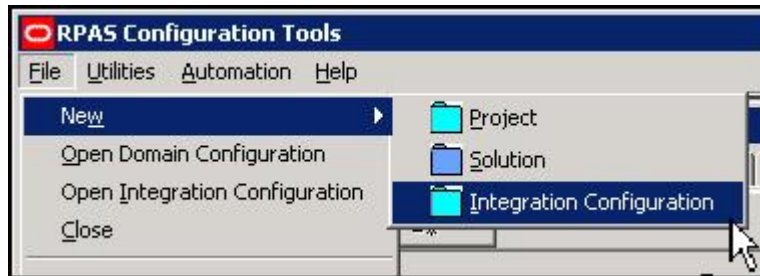 RPAS Configuration Tools
File Utilities Automation Help
New
Project
Open Domain Configuration
Solution
Open Integration Configuration
Integration Configuration
Close